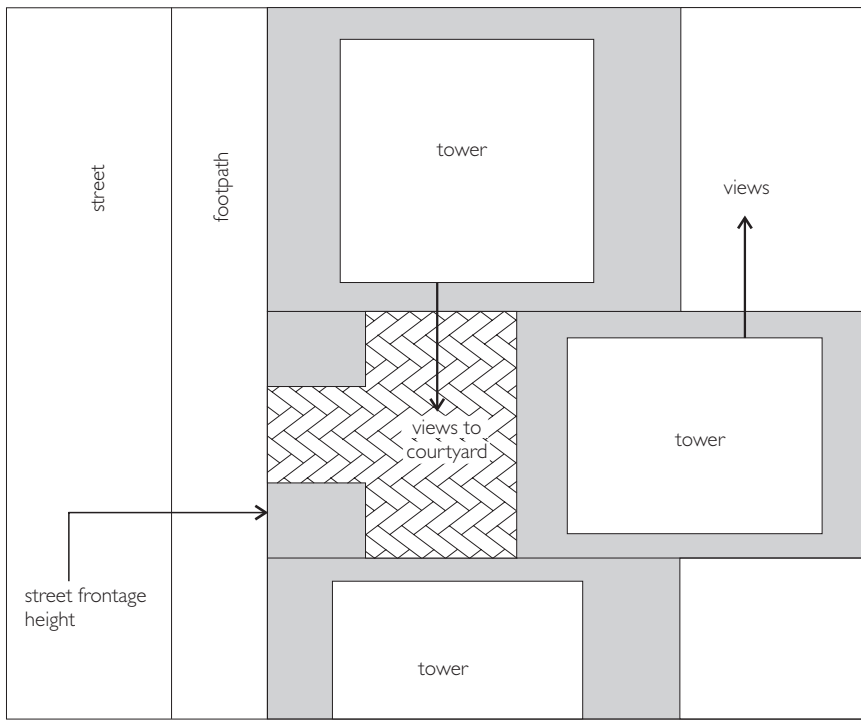 tower
views
street
footpath
views to
courtyard
tower
street frontage
height
tower